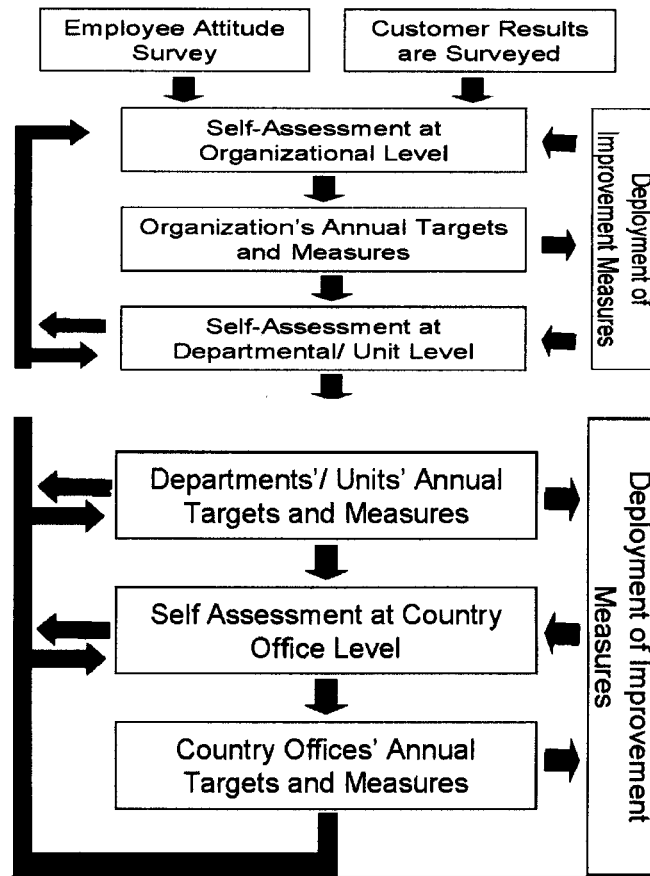 Employee Attitude
Survey
Customer Results
are Surveyed
Self-Assessment at
Organizational Level
Organization's Annual Targets
and Measures
Self-Assessment at
Departmental/ Unit Level
Deployment of
Improvement Measures
Departments'/ Units' Annual
Targets and Measures
Self Assessment at Country
Office Level
Country Offices' Annual
Targets and Measures
Deployment of Improvement
Measures